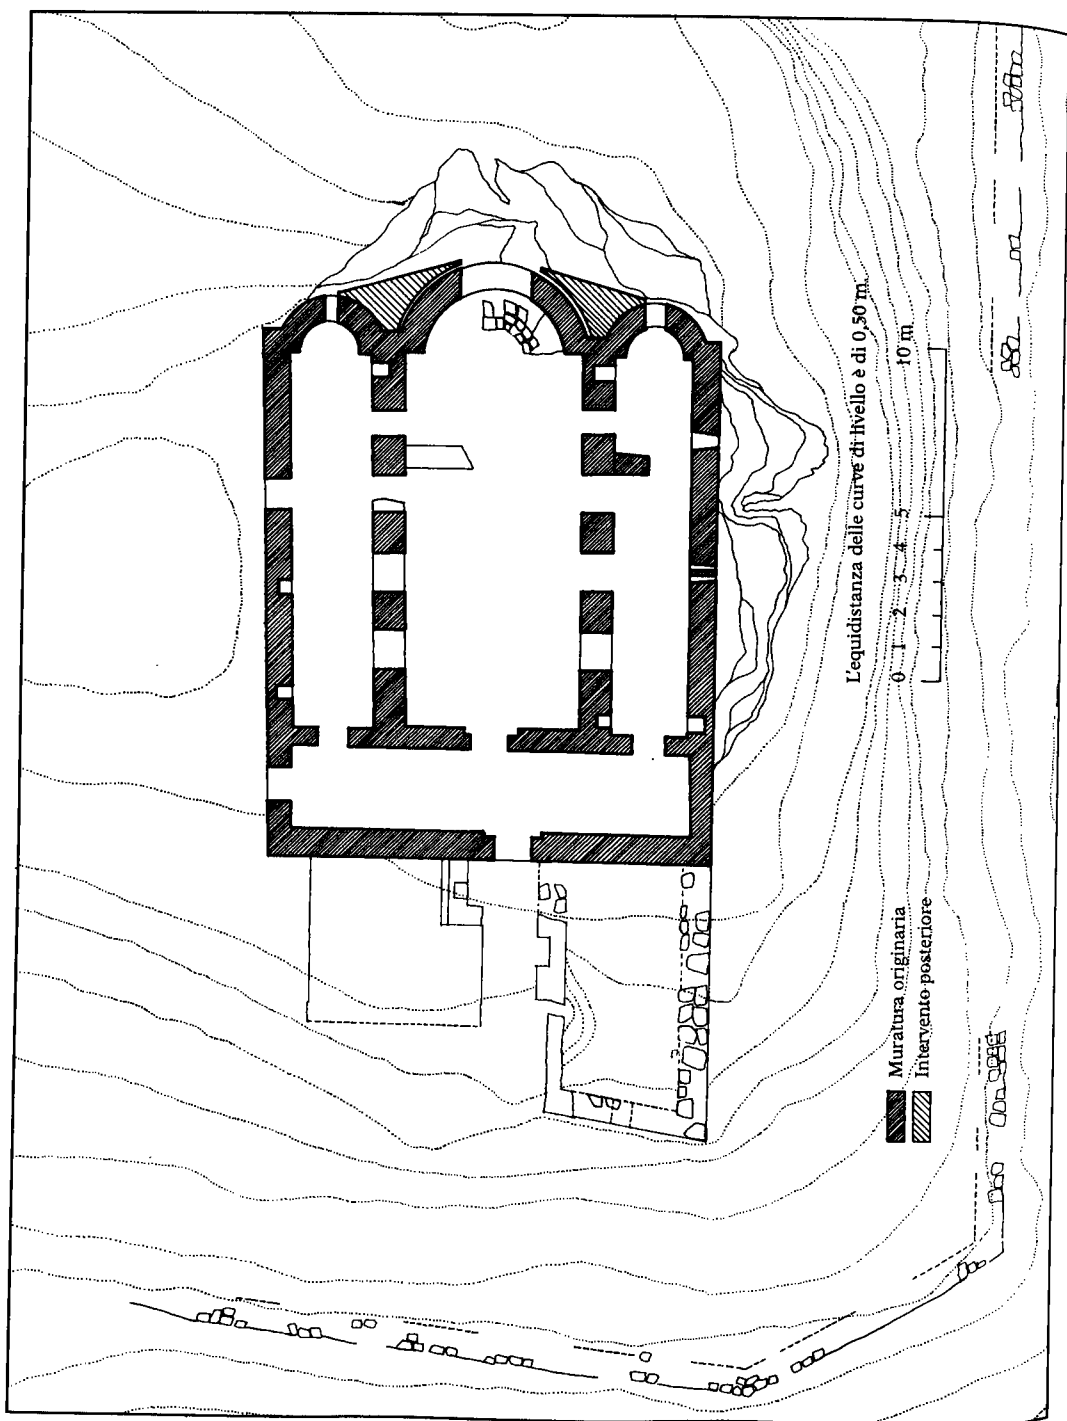 L'equidistanza delle curve di livello è di 0,50 m.
0 1 2 3 4 5 10 m
Muratura originaria
Intervento posteriore